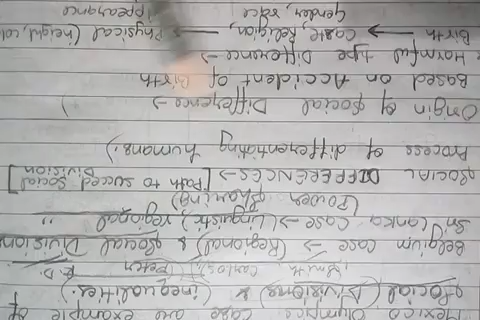 Mexico Olympics case are example of
Social (Divisions) & (inequalities).
Smith Carlos, Peter
Belgium case → (Regional & Social Divisions
Sri Lanka case → Linguistic, regional "
(Power Sharing)
SOCIAL DIFFERENCES → [Path to succeed Social Division]
Process of differentiating humans.)
Origin of Social Difference →)
Based on Accident of Birth
Harmful type Difference →
Birth → Caste, Religion, Gender, race → Physical (height, col
appearance